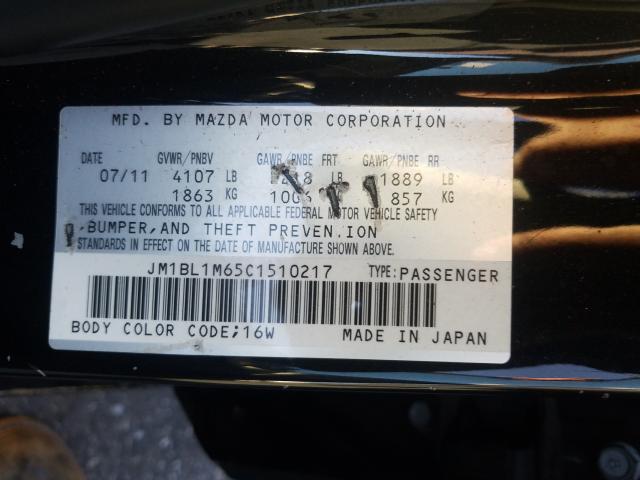 MFD. BY MAZDA MOTOR CORPORATION
DATE GVWR/PNBV GAWR/PNBE FRT GAWR/PNBE RR
07/11 4107 LB LB 1889 LB
1863 KG 857 KG
THIS VEHICLE CONFORMS TO ALL APPLICABLE FEDERAL MOTOR VEHICLE SAFETY
,BUMPER,AND THEFT PREVEN.ION
STANDARDS IN EFFECT ON THE DATE OF MANUFACTURE SHOWN ABOVE.
JM1BL1M65C1510217 TYPE:PASSENGER
BODY COLOR CODE;16W MADE IN JAPAN